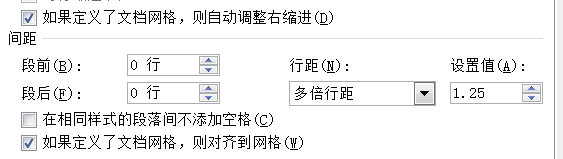 如果定义了文档网格，则自动调整右缩进(D)
间距
段前(B)： 0 行 行距(N)： 设置值(A)：
段后(F)： 0 行 多倍行距 1.25
在相同样式的段落间不添加空格(C)
如果定义了文档网格，则对齐到网格(W)